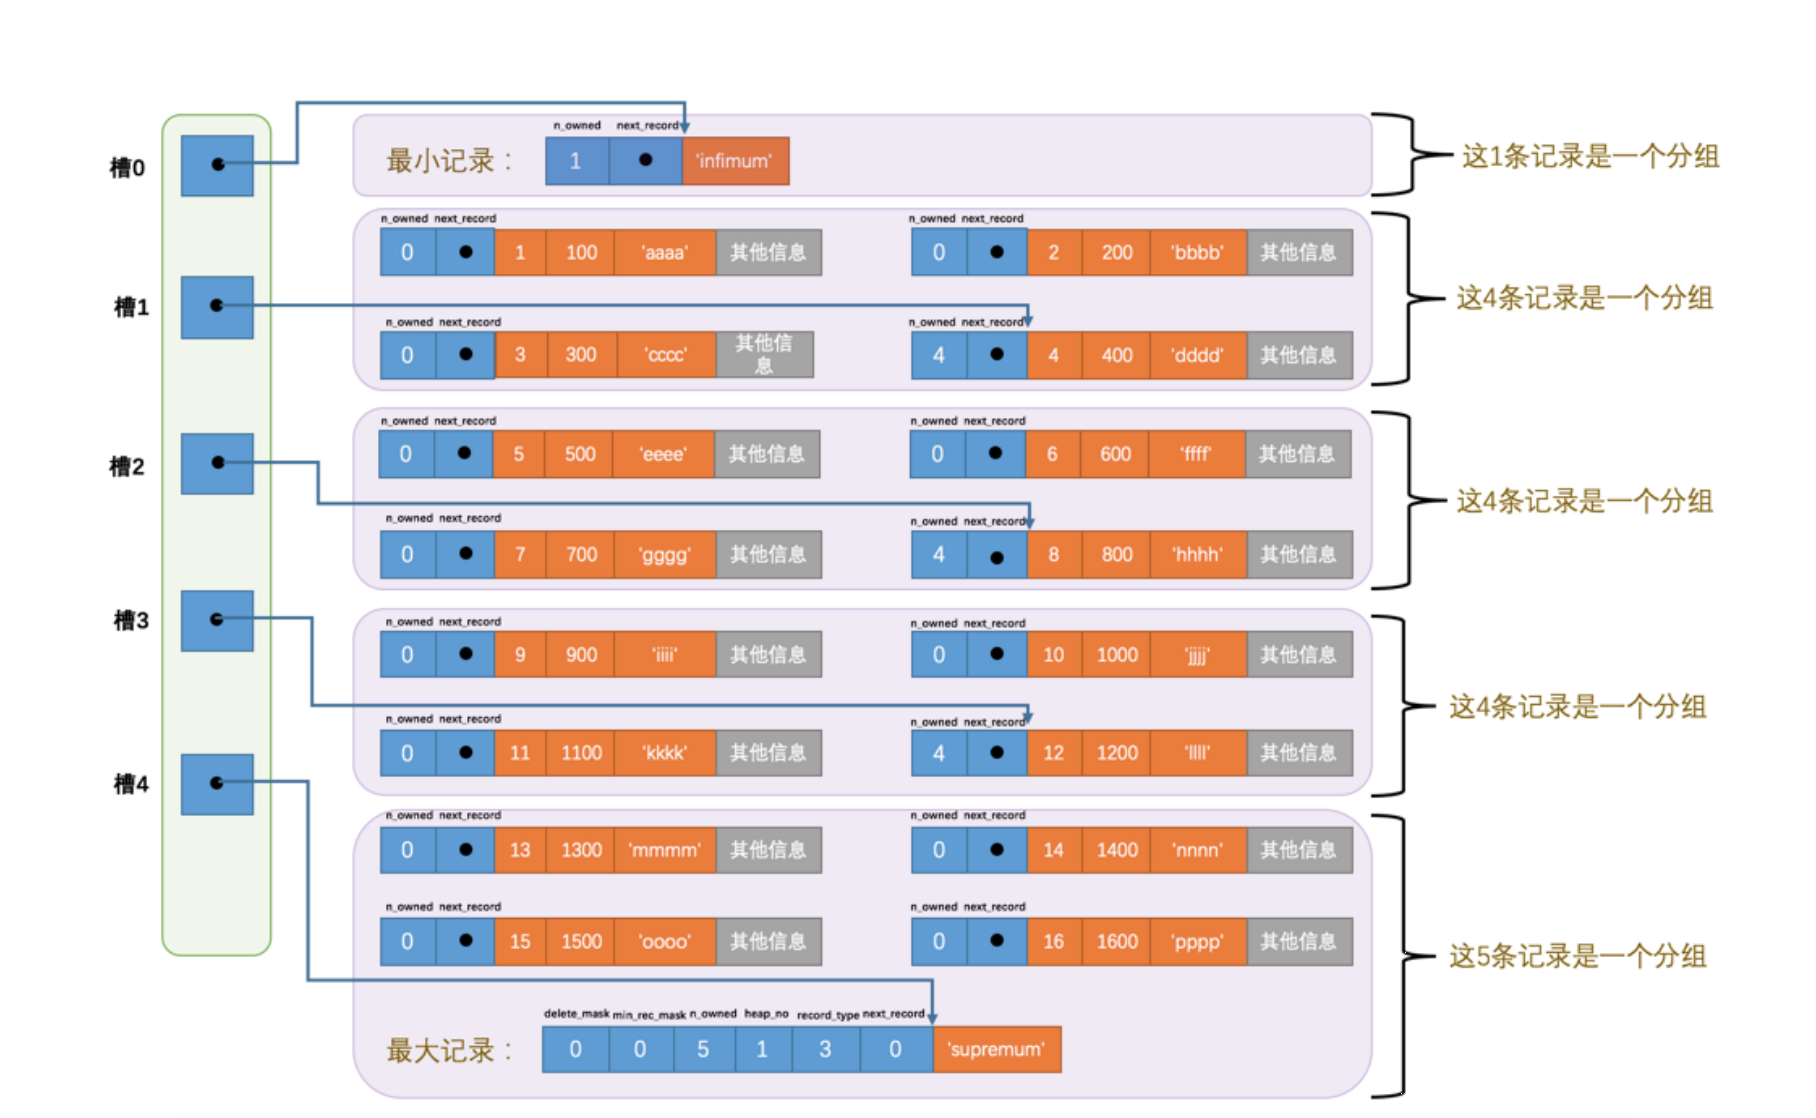 n_owned next_record
槽0
最小记录：
1 'infimum'
这1条记录是一个分组
n_owned next_record n_owned next_record
0 1 100 'aaaa' 其他信息 0 2 200 'bbbb' 其他信息
槽1
这4条记录是一个分组
n_owned next_record n_owned next_record
0 3 300 'cccc' 其他信
息
4 4 400 'dddd' 其他信息
n_owned next_record n_owned next_record
0 5 500 'eeee' 其他信息 0 6 600 'ffff' 其他信息
槽2
这4条记录是一个分组
n_owned next_record n_owned next_record
0 7 700 'gggg' 其他信息 4 8 800 'hhhh' 其他信息
槽3
n_owned next_record n_owned next_record
0 9 900 'iiii' 其他信息 0 10 1000 'jjjj' 其他信息
这4条记录是一个分组
n_owned next_record n_owned next_record
0 11 1100 'kkkk' 其他信息 4 12 1200 'llll' 其他信息
槽4
n_owned next_record n_owned next_record
0 13 1300 'mmmm' 其他信息 0 14 1400 'nnnn' 其他信息
n_owned next_record n_owned next_record
0 15 1500 'oooo' 其他信息 0 16 1600 'pppp' 其他信息
这5条记录是一个分组
delete_mask min_rec_mask n_owned heap_no record_type next_record
最大记录：
0 0 5 1 3 0 'supremum'